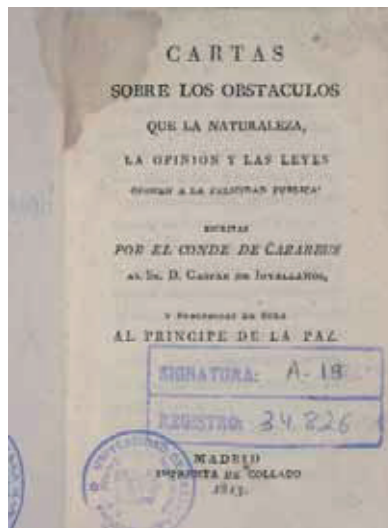 CARTAS
SOBRE LOS OBSTACULOS
QUE LA NATURALEZA,
LA OPINION Y LAS LEYES
OPONEN A LA FELICIDAD PUBLICA:
ESCRITAS
POR EL CONDE DE CABARRUS
AL SR. D. GASPAR DE JOVELLANOS,
Y PRECEDIDAS DE OTRA
AL PRINCIPE DE LA PAZ.
SIGNATURA: A-18
REGISTRO: 34.826
UNIVERSIDAD DE
MADRID
IMPRENTA DE COLLADO
1813.